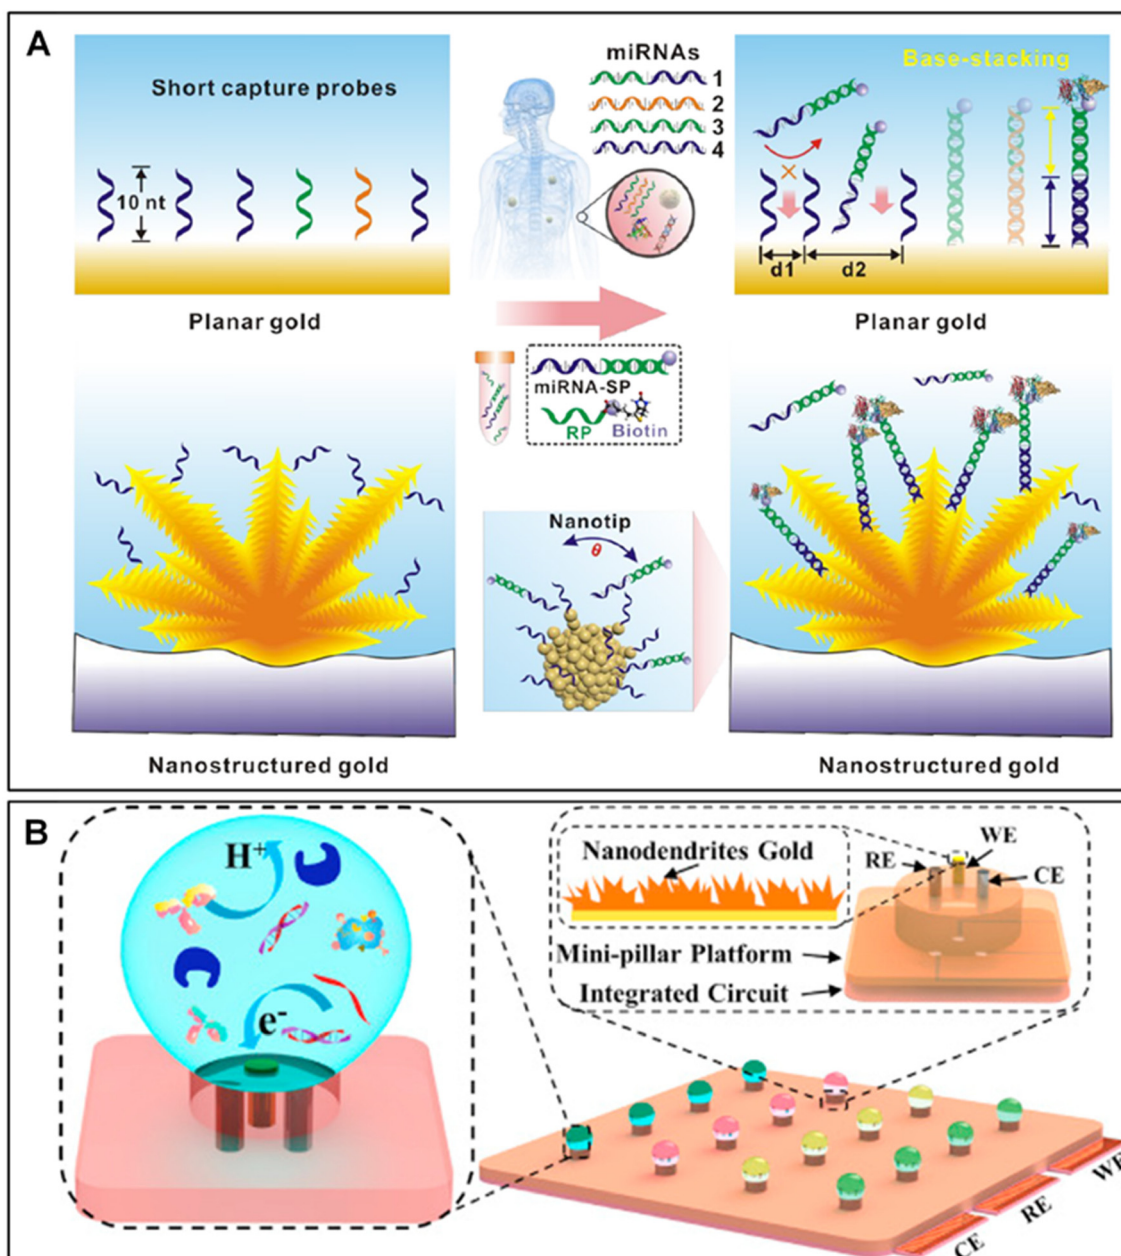 A
Short capture probes
10 nt
Planar gold
miRNAs
1
2
3
4
Base-stacking
d1
d2
Planar gold
miRNA-SP
RP
Biotin
Nanotip
θ
Nanostructured gold
Nanostructured gold
B
H+
e-
Nanodendrites Gold
RE
WE
CE
Mini-pillar Platform
Integrated Circuit
CE
RE
WE